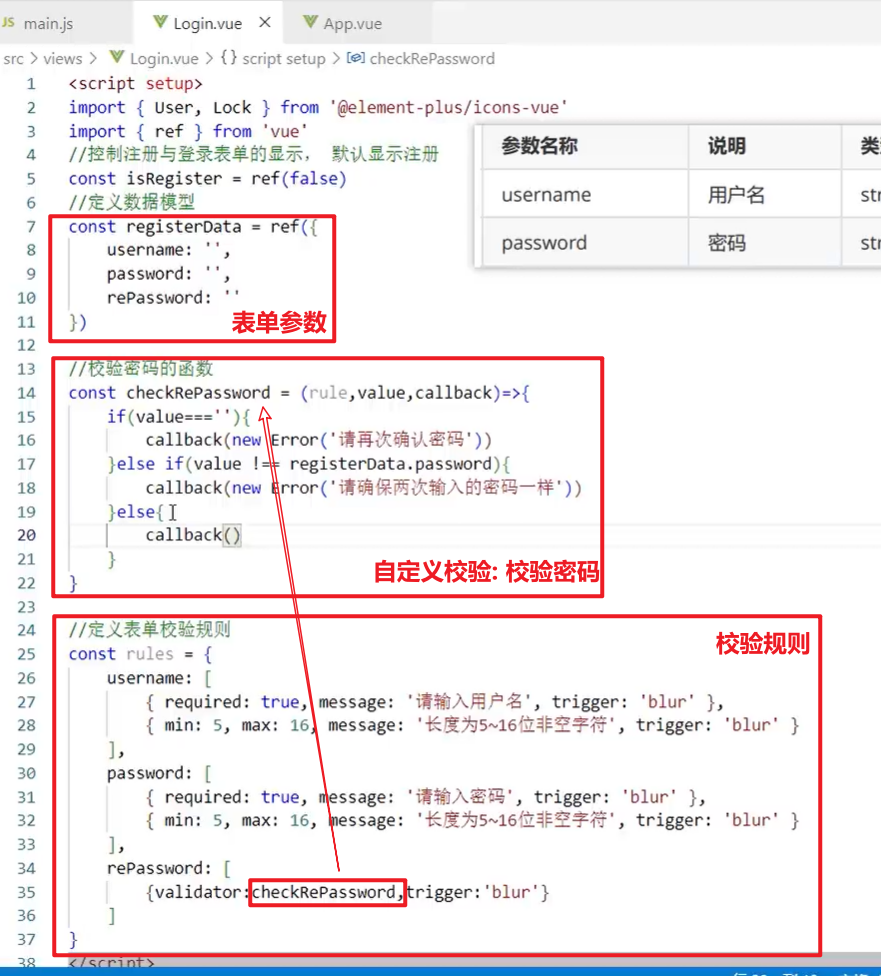 JS main.js
Login.vue ×
App.vue
src > views > Login.vue > {} script setup > checkRePassword
1 <script setup>
2 import { User, Lock } from '@element-plus/icons-vue'
3 import { ref } from 'vue'
4 //控制注册与登录表单的显示， 默认显示注册
5 const isRegister = ref(false)
6 //定义数据模型
7 const registerData = ref({
8 username: '',
9 password: '',
10 rePassword: ''
11 })
表单参数
12
13 //校验密码的函数
14 const checkRePassword = (rule,value,callback)=>{
15 if(value===''){
16 callback(new Error('请再次确认密码'))
17 }else if(value !== registerData.password){
18 callback(new Error('请确保两次输入的密码一样'))
19 }else{
20 callback()
21 }
自定义校验: 校验密码
22 }
23
24 //定义表单校验规则
校验规则
25 const rules = {
26 username: [
27 { required: true, message: '请输入用户名', trigger: 'blur' },
28 { min: 5, max: 16, message: '长度为5~16位非空字符', trigger: 'blur' }
29 ],
30 password: [
31 { required: true, message: '请输入密码', trigger: 'blur' },
32 { min: 5, max: 16, message: '长度为5~16位非空字符', trigger: 'blur' }
33 ],
34 rePassword: [
35 {validator:checkRePassword,trigger:'blur'}
36 ]
37 }
38 </script>
参数名称 说明 类
username 用户名 str
password 密码 str